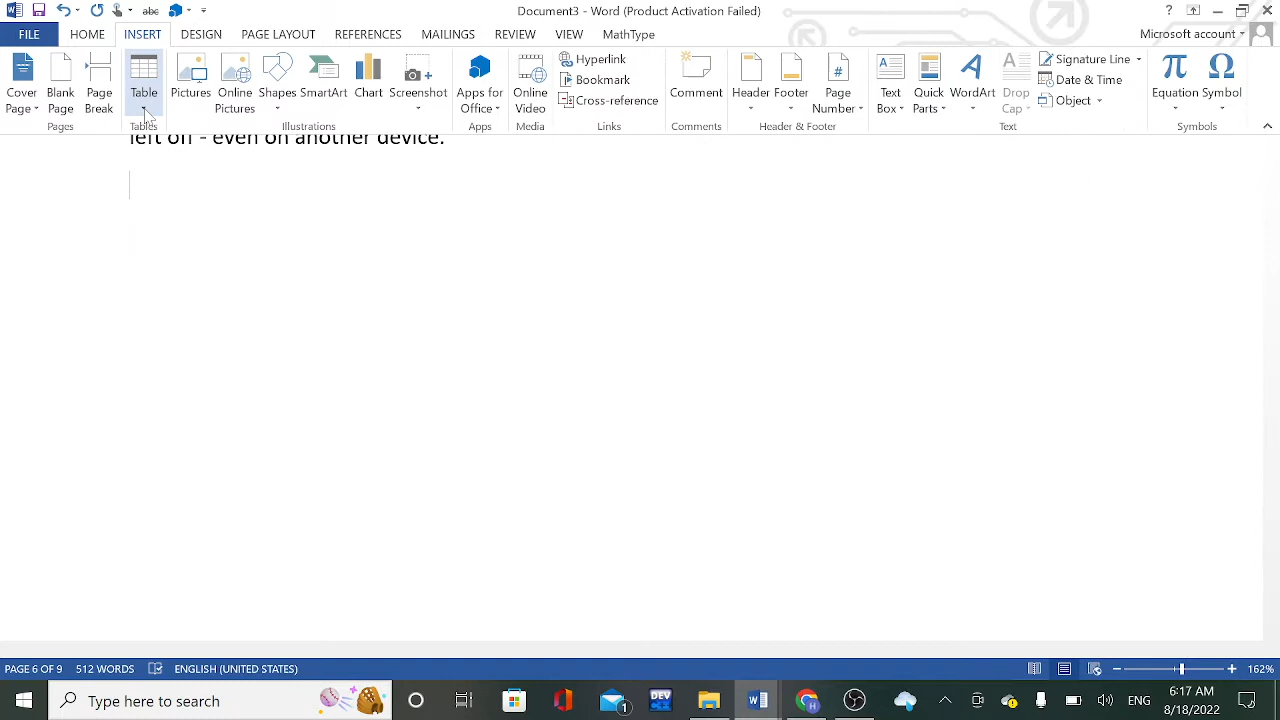 Document3 - Word (Product Activation Failed)
?
abc
FILE HOME INSERT DESIGN PAGE LAYOUT REFERENCES MAILINGS REVIEW VIEW MathType Microsoft account
Cover Page
Blank Page
Page Break
Pages
Table
Tables
Pictures
Online Pictures
Shapes
SmartArt
Chart
Screenshot
Illustrations
Apps for Office
Apps
Online Video
Media
Hyperlink
Bookmark
Cross-reference
Links
Comment
Comments
Header
Footer
Page Number
Header & Footer
Text Box
Quick Parts
WordArt
Drop Cap
Signature Line
Date & Time
Object
Text
Equation
Symbol
Symbols
left off - even on another device.
PAGE 6 OF 9 512 WORDS ENGLISH (UNITED STATES) 162%
Type here to search
1
DEV
ENG
6:17 AM
8/18/2022